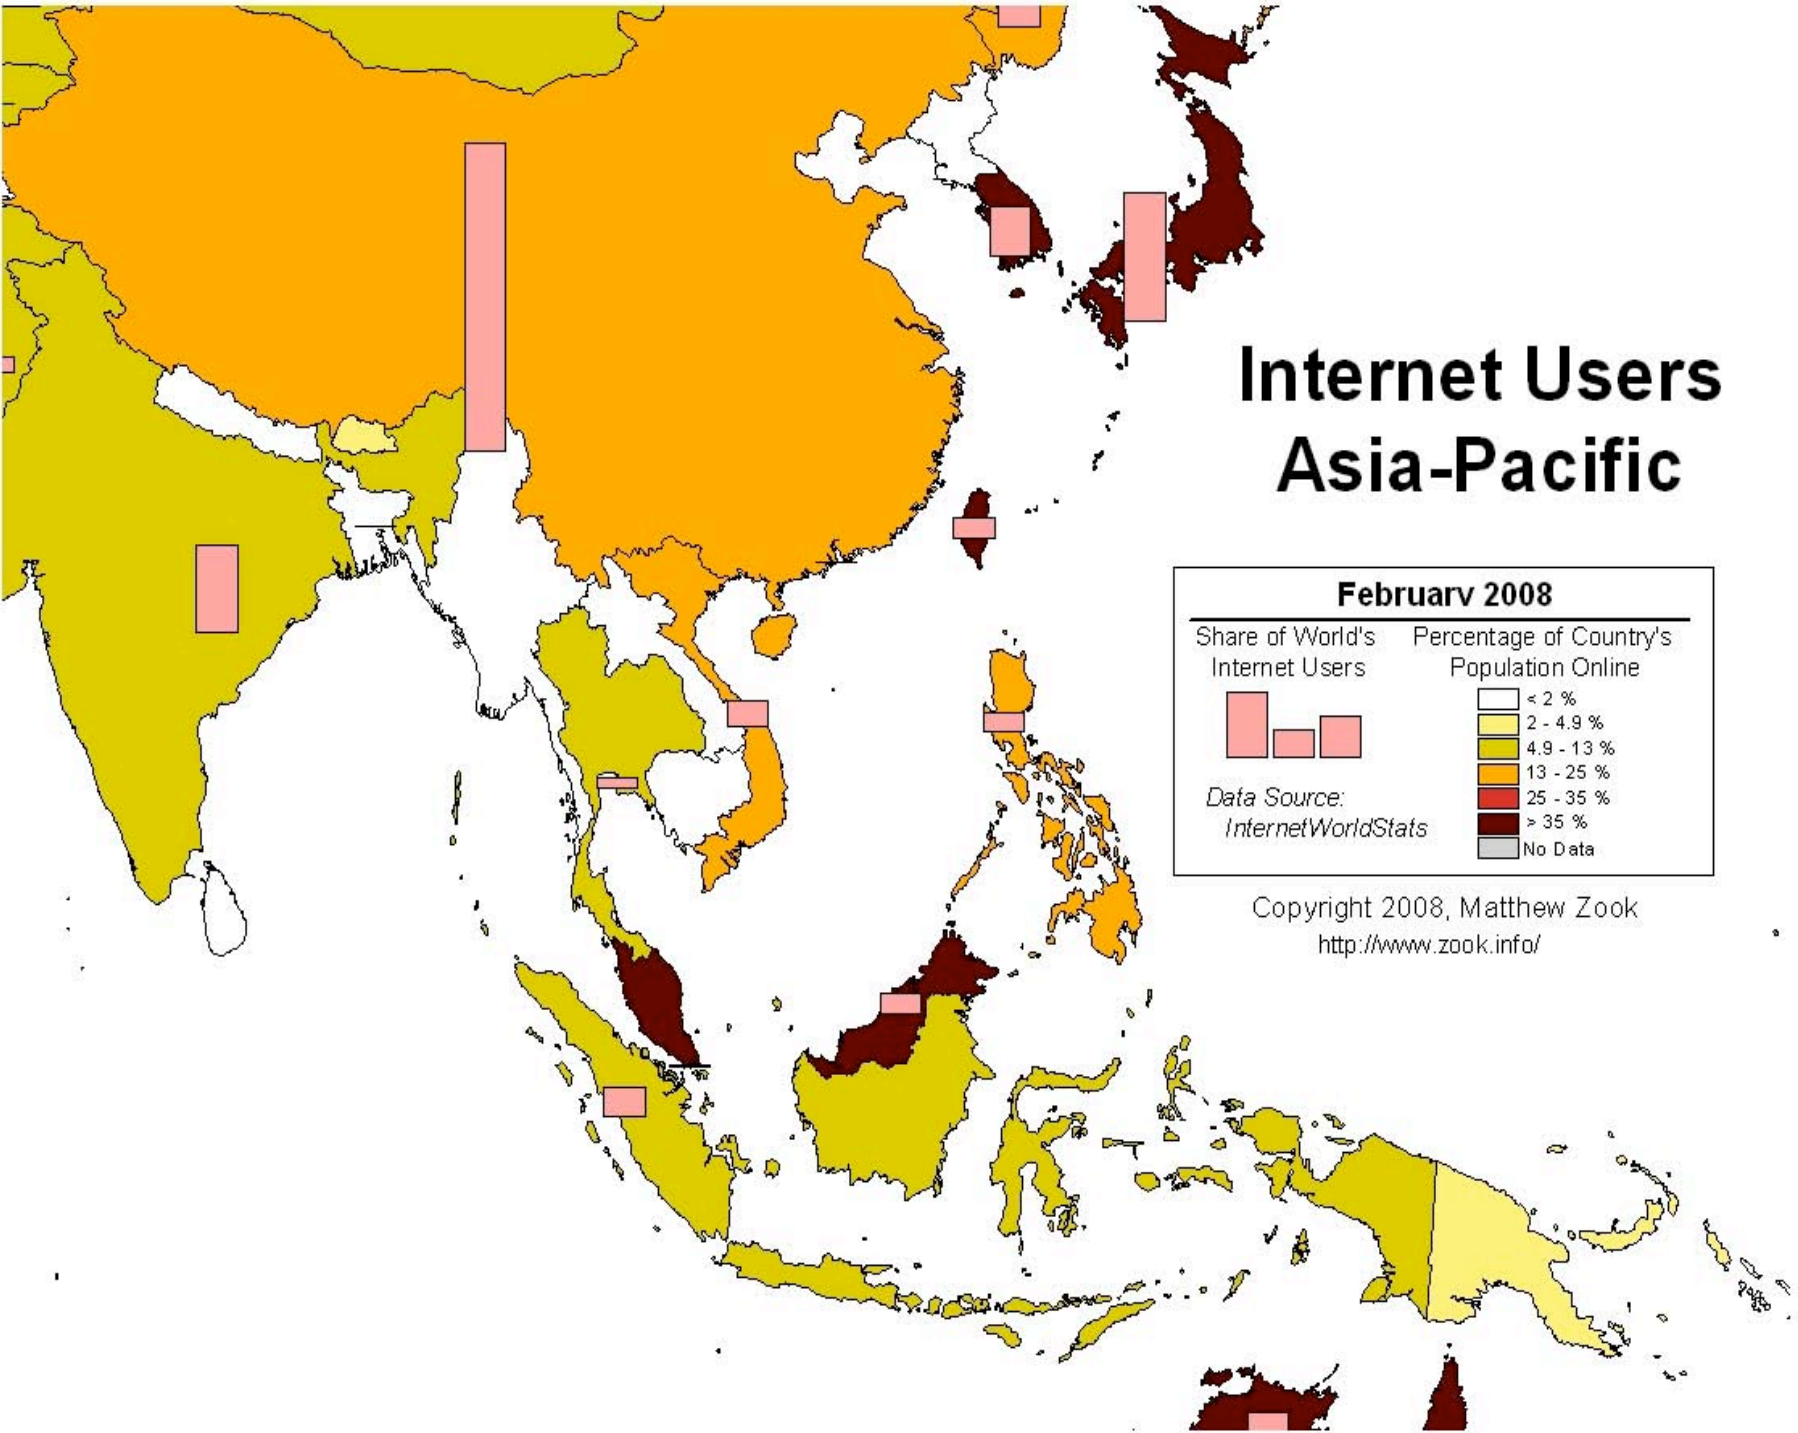 Internet Users
Asia-Pacific
February 2008
Share of World's
Internet Users
Percentage of Country's
Population Online
< 2 %
2 - 4.9 %
4.9 - 13 %
13 - 25 %
25 - 35 %
> 35 %
No Data
Data Source:
InternetWorldStats
Copyright 2008, Matthew Zook
http://www.zook.info/